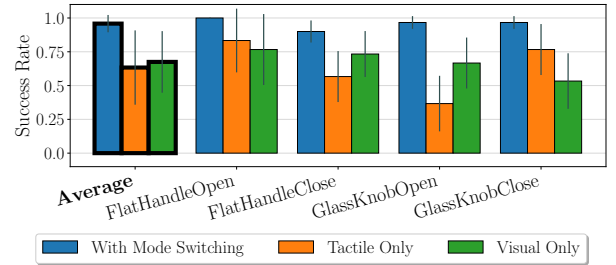 Success Rate
1.00
0.75
0.5
0.25
0.0
Average
FlatHandleOpen
FlatHandleClose
GlassKnobOpen
GlassKnobClose
With Mode Switching
Tactile Only
Visual Only